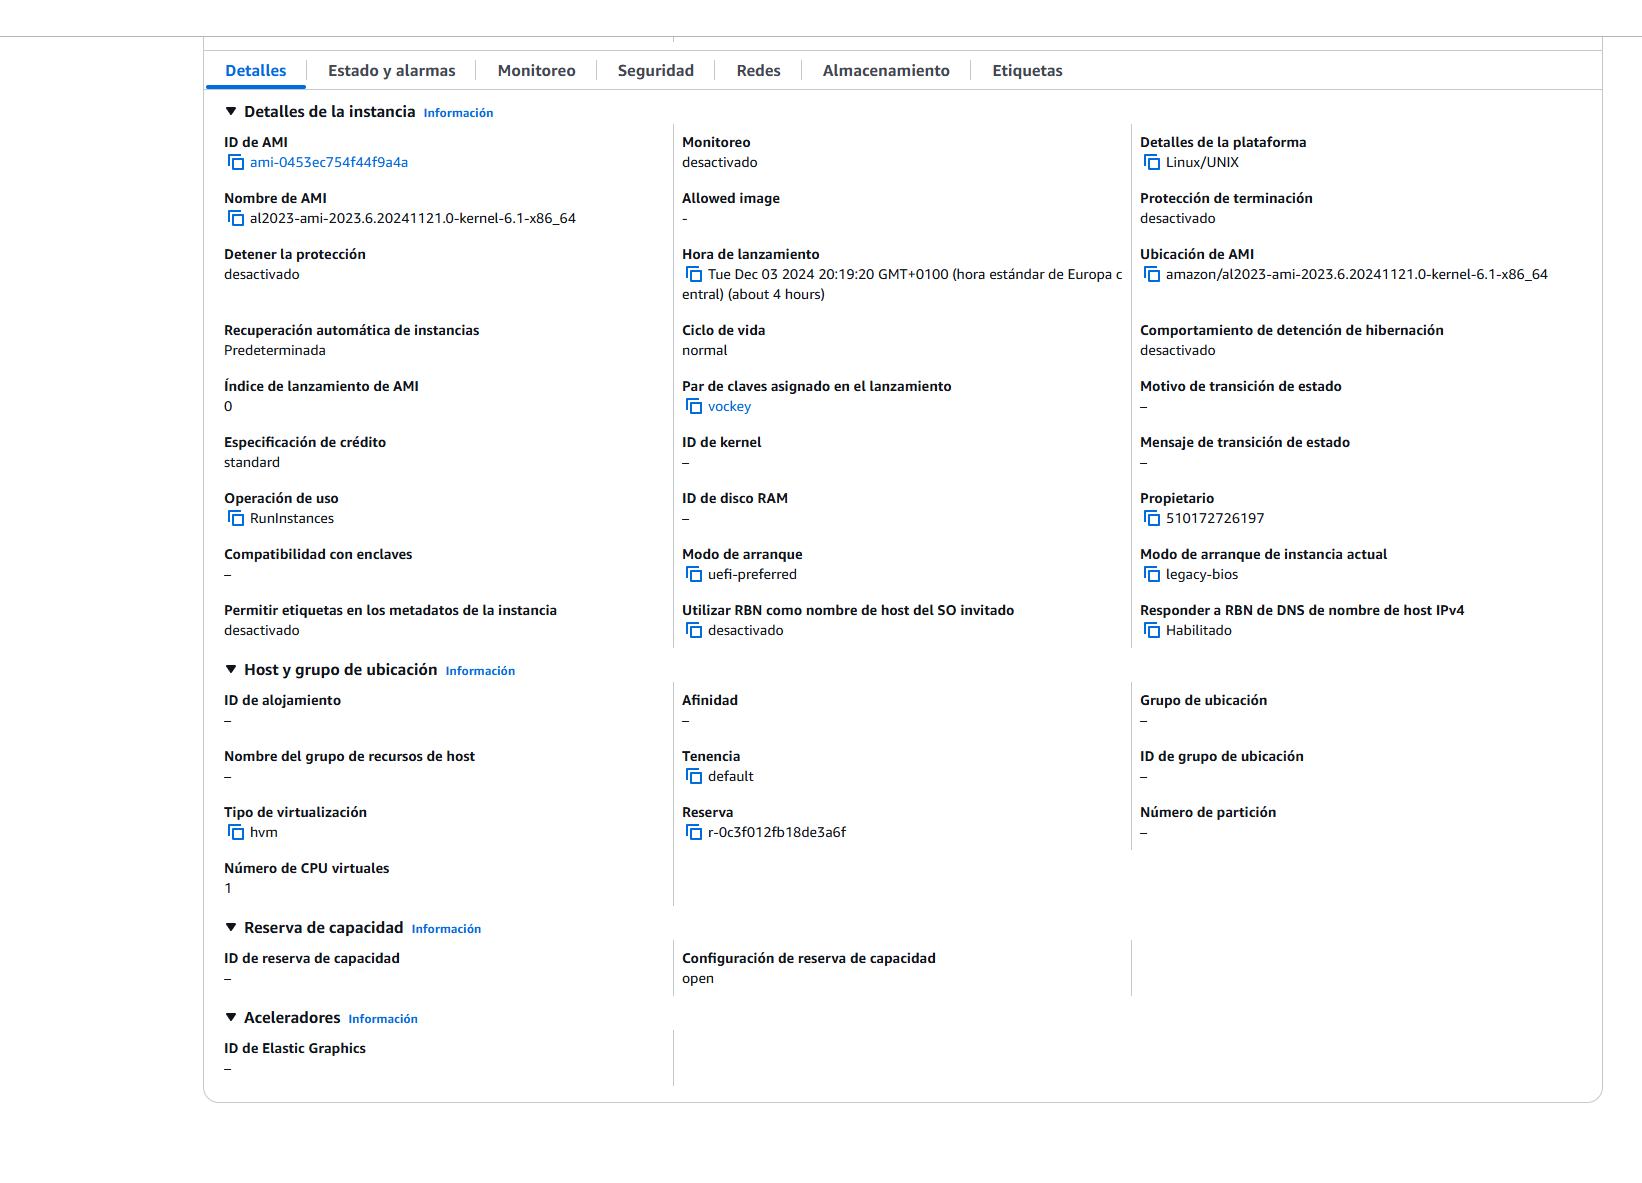 Detalles
Estado y alarmas
Monitoreo
Seguridad
Redes
Almacenamiento
Etiquetas
Detalles de la instancia Información
ID de AMI
ami-0453ec754f44f9a4a
Monitoreo
desactivado
Detalles de la plataforma
Linux/UNIX
Nombre de AMI
al2023-ami-2023.6.20241121.0-kernel-6.1-x86_64
Allowed image
-
Protección de terminación
desactivado
Detener la protección
desactivado
Hora de lanzamiento
Tue Dec 03 2024 20:19:20 GMT+0100 (hora estándar de Europa c
entral) (about 4 hours)
Ubicación de AMI
amazon/al2023-ami-2023.6.20241121.0-kernel-6.1-x86_64
Recuperación automática de instancias
Predeterminada
Ciclo de vida
normal
Comportamiento de detención de hibernación
desactivado
Índice de lanzamiento de AMI
0
Par de claves asignado en el lanzamiento
vockey
Motivo de transición de estado
–
Especificación de crédito
standard
ID de kernel
–
Mensaje de transición de estado
–
Operación de uso
RunInstances
ID de disco RAM
–
Propietario
510172726197
Compatibilidad con enclaves
–
Modo de arranque
uefi-preferred
Modo de arranque de instancia actual
legacy-bios
Permitir etiquetas en los metadatos de la instancia
desactivado
Utilizar RBN como nombre de host del SO invitado
desactivado
Responder a RBN de DNS de nombre de host IPv4
Habilitado
Host y grupo de ubicación Información
ID de alojamiento
–
Afinidad
–
Grupo de ubicación
–
Nombre del grupo de recursos de host
–
Tenencia
default
ID de grupo de ubicación
–
Tipo de virtualización
hvm
Reserva
r-0c3f012fb18de3a6f
Número de partición
–
Número de CPU virtuales
1
Reserva de capacidad Información
ID de reserva de capacidad
–
Configuración de reserva de capacidad
open
Aceleradores Información
ID de Elastic Graphics
–